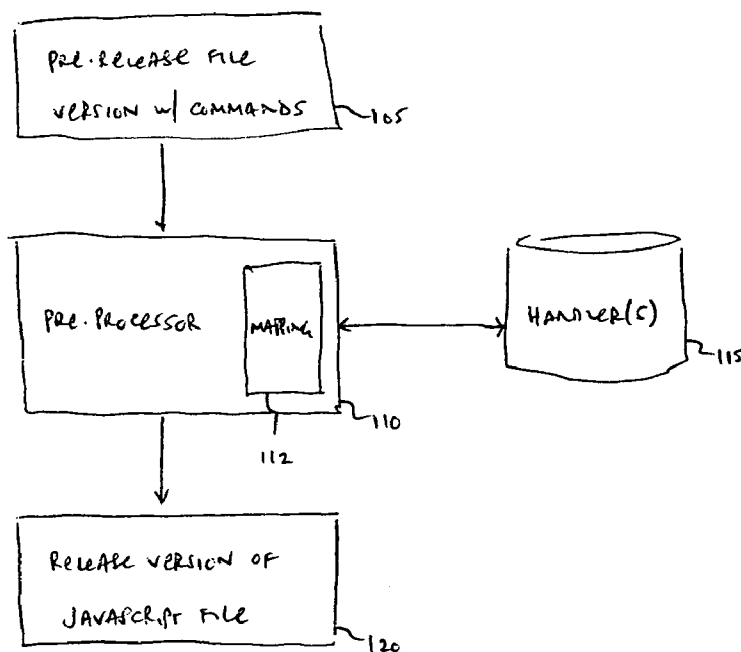 PRE-RELEASE FILE
VERSION w/ COMMANDS
105
PRE-PROCESSOR
MAPPING
HANDLER(S)
115
110
112
RELEASE VERSION OF
JAVASCRIPT FILE
120